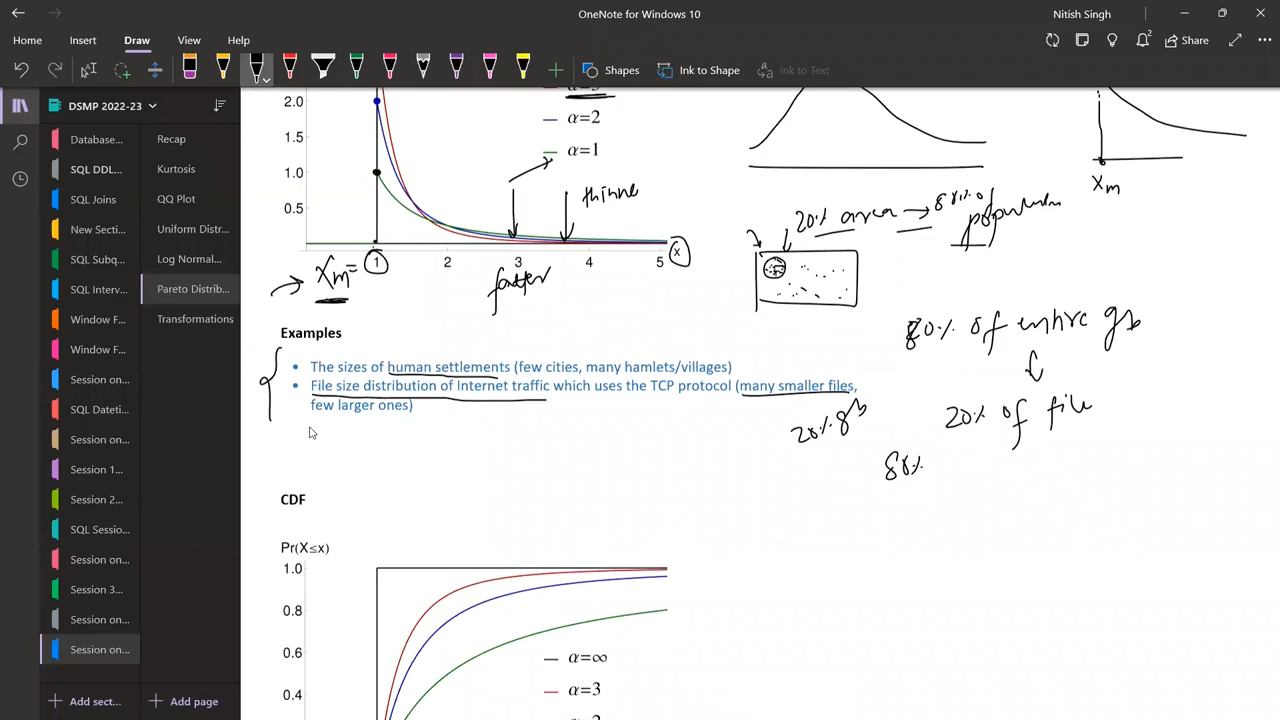 OneNote for Windows 10
Nitish Singh
Home Insert Draw View Help
Share
Shapes
Ink to Shape
Ink to Text
DSMP 2022-23
Database...
SQL DDL...
SQL Joins
New Secti...
SQL Subq...
SQL Interv...
Window F...
Window F...
Session on...
SQL Dateti...
Session on...
Session 1...
Session 2...
SQL Sessio...
Session on...
Session 3...
Session on...
Session on...
Add sect...
Recap
Kurtosis
QQ Plot
Uniform Distr...
Log Normal...
Pareto Distrib...
Transformations
Add page
2.0
α=2
1.5
α=1
1.0
0.5
thinne
1 2 3 4 5 x
Xm=
fatter
Xm
20% area → 80% of
population
80% of entire gb
20% of file
20% gb
80%
Examples
• The sizes of human settlements (few cities, many hamlets/villages)
• File size distribution of Internet traffic which uses the TCP protocol (many smaller files,
few larger ones)
CDF
Pr(X≤x)
1.0
0.8
0.6
0.4
α=∞
α=3